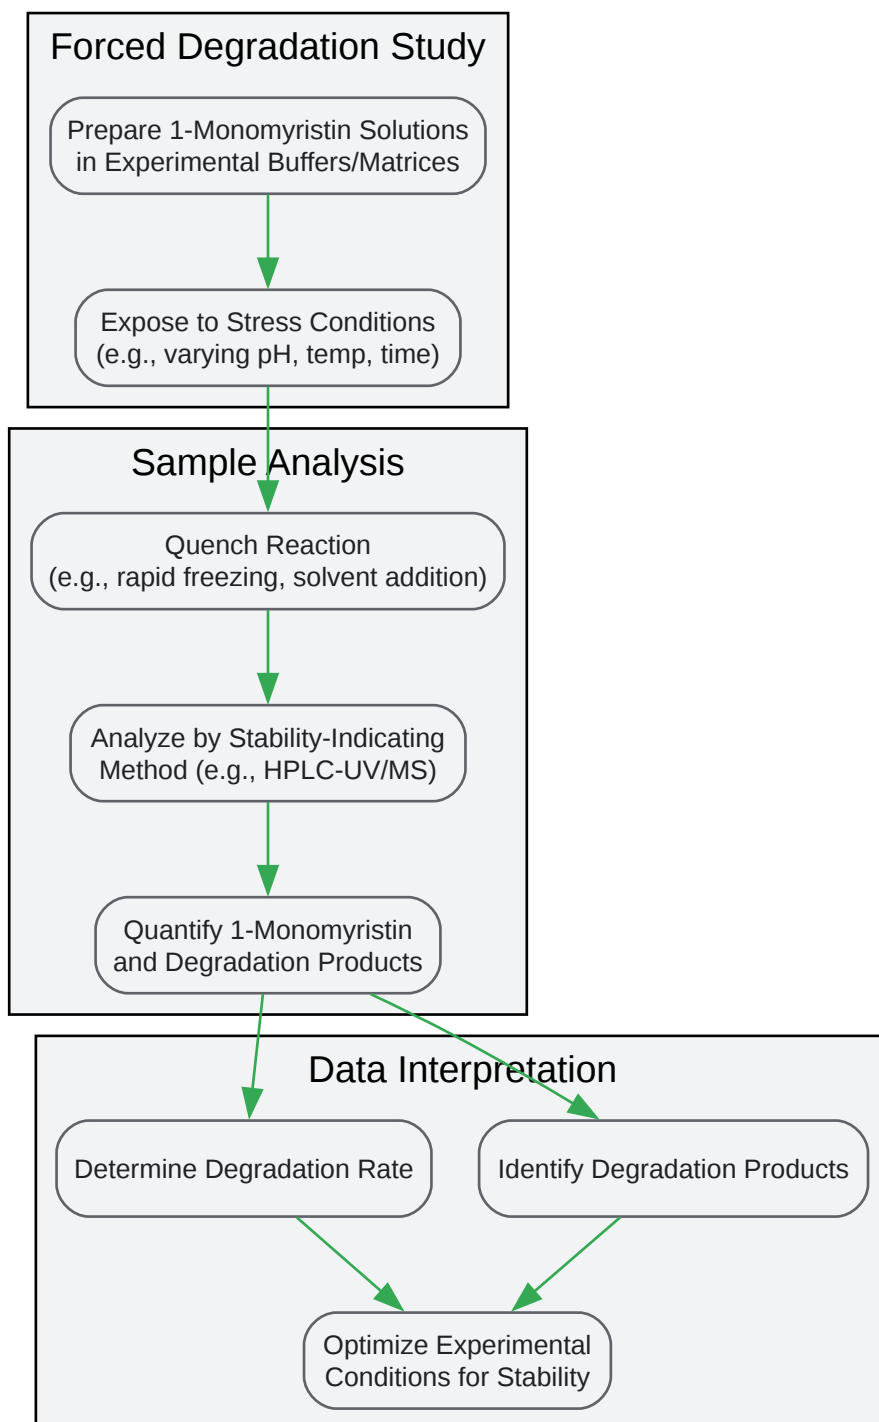 Forced Degradation Study
Prepare 1-Monomyristin Solutions
in Experimental Buffers/Matrices
Expose to Stress Conditions
(e.g., varying pH, temp, time)
Sample Analysis
Quench Reaction
(e.g., rapid freezing, solvent addition)
Analyze by Stability-Indicating
Method (e.g., HPLC-UV/MS)
Quantify 1-Monomyristin
and Degradation Products
Data Interpretation
Determine Degradation Rate
Identify Degradation Products
Optimize Experimental
Conditions for Stability